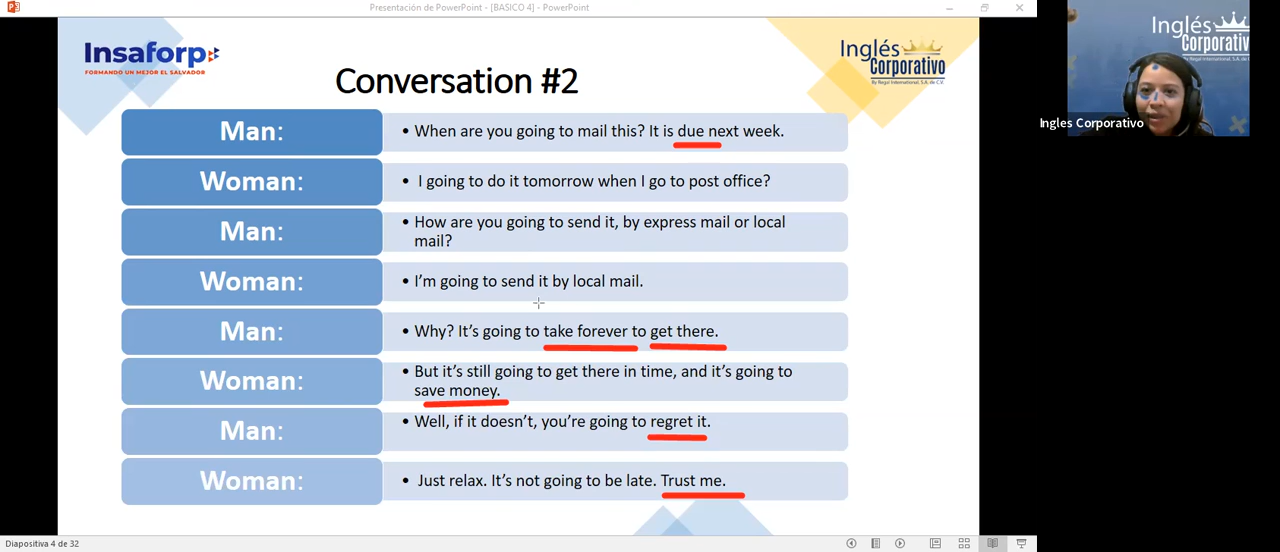 Presentación de PowerPoint - [BASICO 4] - PowerPoint
Insaforp
FORMANDO UN MEJOR EL SALVADOR
Inglés
Corporativo
By Regal International, S.A. de C.V.
Conversation #2
Man:
• When are you going to mail this? It is due next week.
Woman:
• I going to do it tomorrow when I go to post office?
Man:
• How are you going to send it, by express mail or local
mail?
Woman:
• I'm going to send it by local mail.
Man:
• Why? It's going to take forever to get there.
Woman:
• But it's still going to get there in time, and it's going to
save money.
Man:
• Well, if it doesn't, you're going to regret it.
Woman:
• Just relax. It's not going to be late. Trust me.
Diapositiva 4 de 32
Inglés
Corporativo
Ingles Corporativo